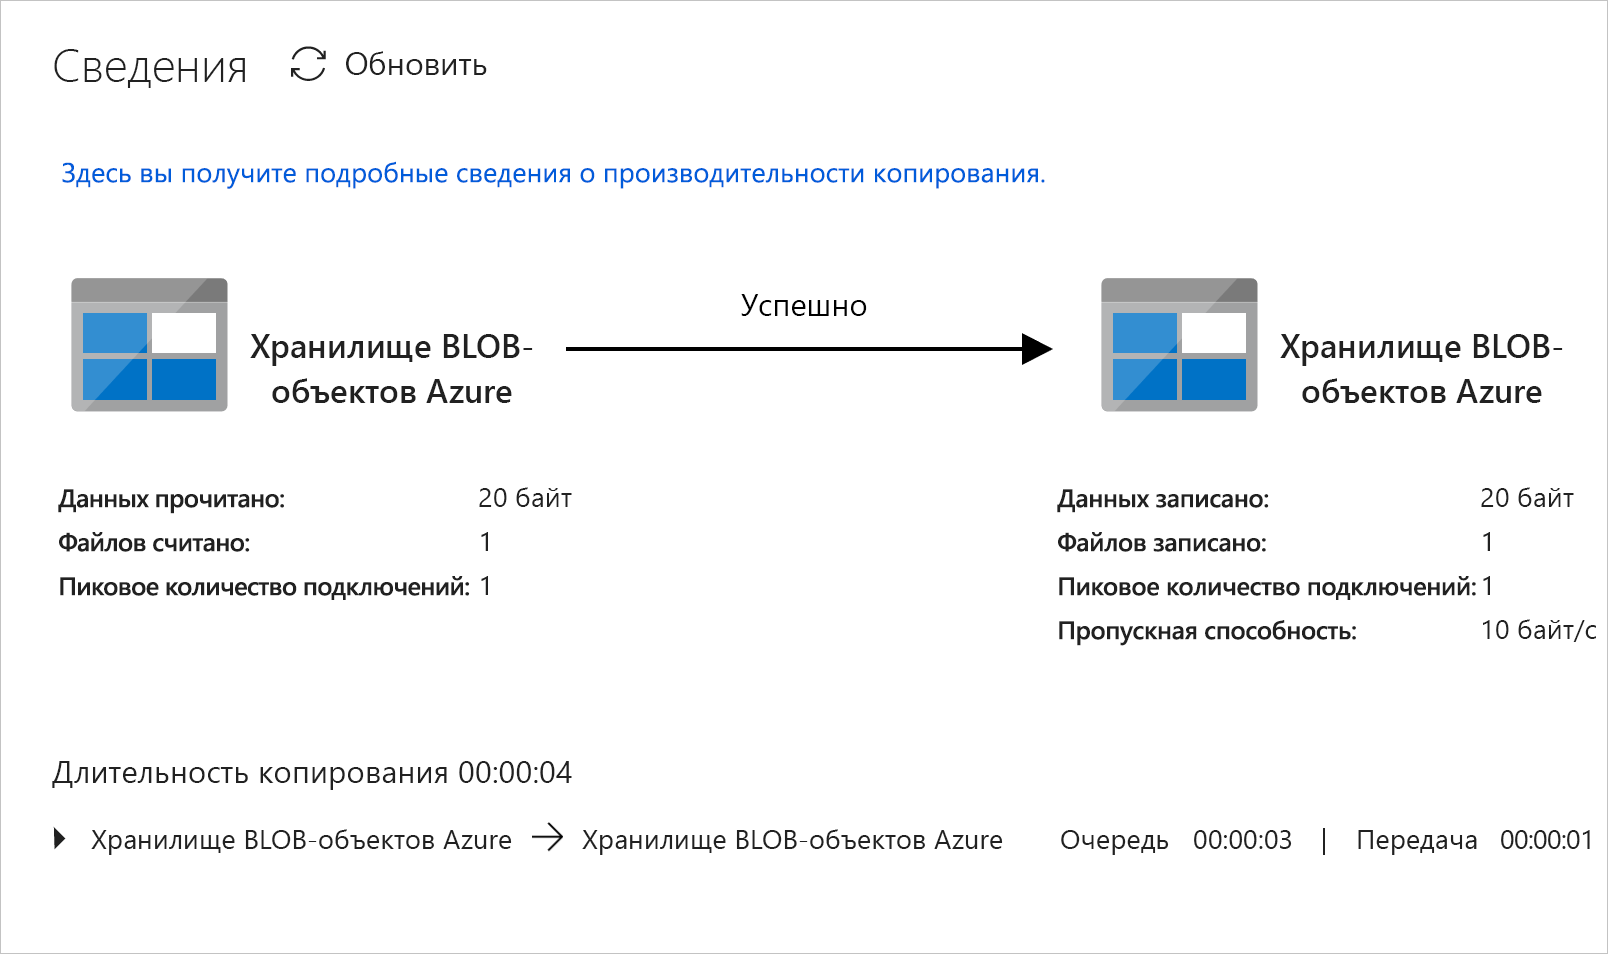 Сведения Обновить
Здесь вы получите подробные сведения о производительности копирования.
Успешно
Хранилище BLOB-
объектов Azure
Хранилище BLOB-
объектов Azure
Данных прочитано: 20 байт
Файлов считано: 1
Пиковое количество подключений: 1
Данных записано: 20 байт
Файлов записано: 1
Пиковое количество подключений: 1
Пропускная способность: 10 байт/с
Длительность копирования 00:00:04
Хранилище BLOB-объектов Azure → Хранилище BLOB-объектов Azure Очередь 00:00:03 | Передача 00:00:01